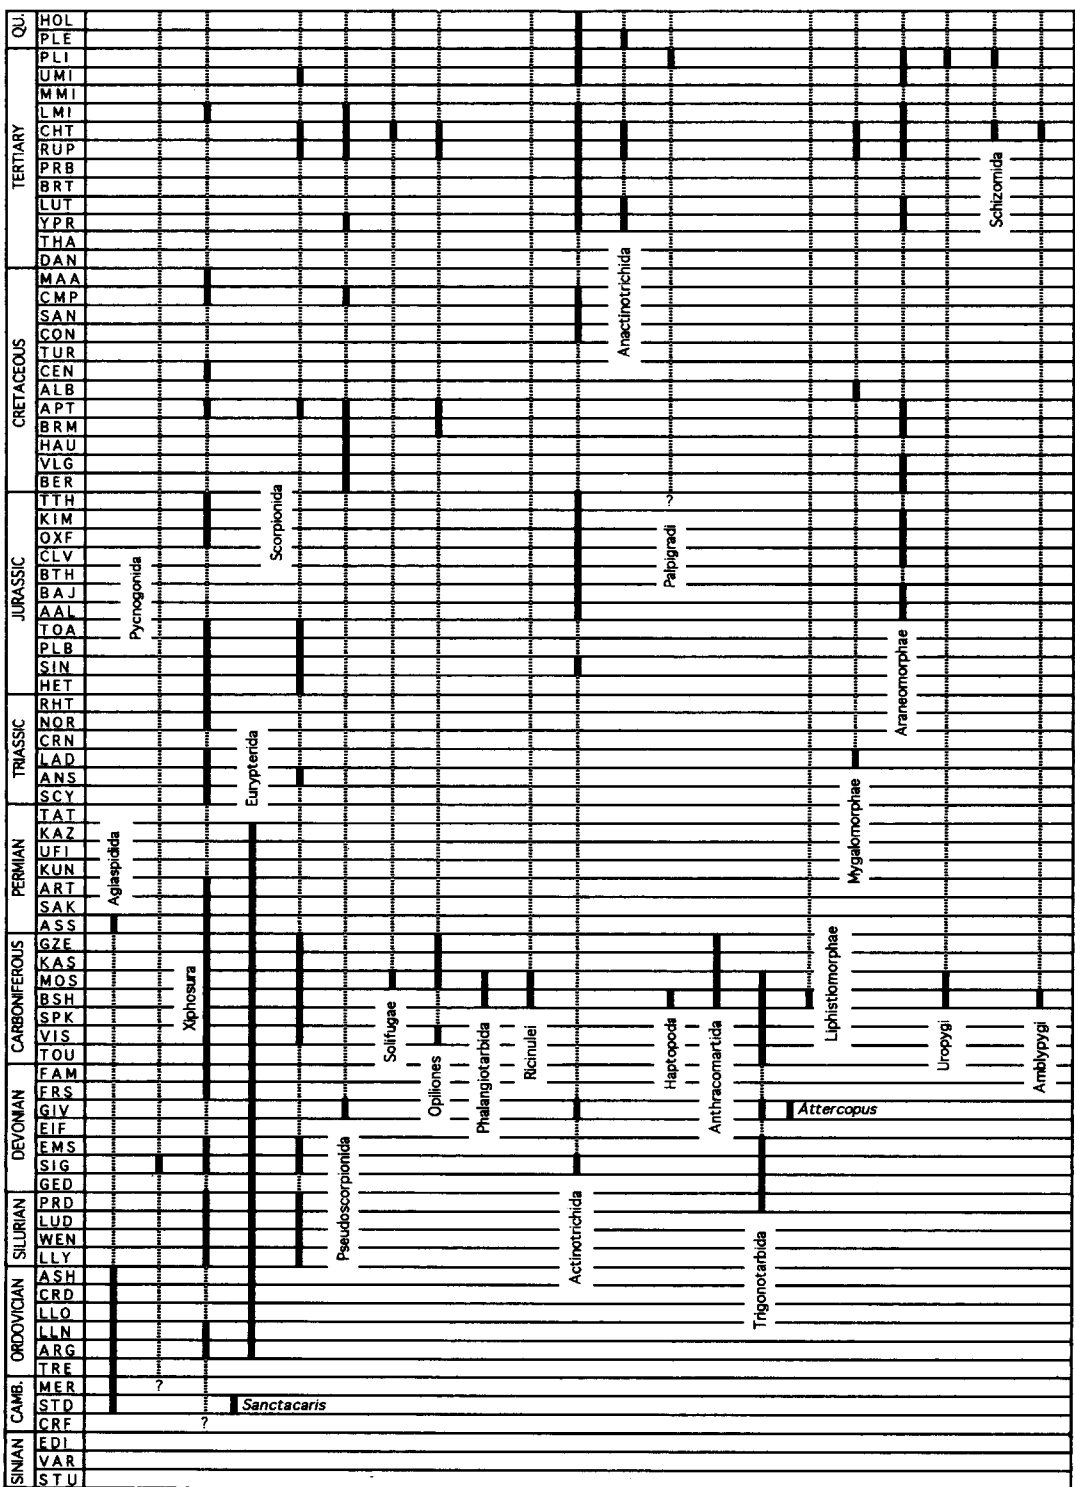 QU.
HOL
PLE
TERTIARY
PLI
UMI
MMI
LMI
CHT
RUP
PRB
BRT
LUT
YPR
THA
DAN
CRETACEOUS
MAA
CMP
SAN
CON
TUR
CEN
ALB
APT
BRM
HAU
VLG
BER
JURASSIC
TTH
KIM
OXF
CLV
BTH
BAJ
AAL
TOA
PLB
SIN
HET
TRIASSIC
RHT
NOR
CRN
LAD
ANS
SCY
PERMIAN
TAT
KAZ
UFI
KUN
ART
SAK
ASS
CARBONIFEROUS
GZE
KAS
MOS
BSH
SPK
VIS
TOU
DEVONIAN
FAM
FRS
GIV
EIF
EMS
SIG
GED
SILURIAN
PRD
LUD
WEN
LLY
ORDOVICIAN
ASH
CRD
LLO
LLN
ARG
TRE
CAMB.
MER
STD
CRF
SINIAN
EDI
VAR
STU
Aglaspidida
Pycnogonida
?
Xiphosura
?
Sanctacaris
Eurypterida
Scorpionida
Pseudoscorpionida
Solifugae
Opiliones
Phalangiotarbida
Ricinulei
Actinotrichida
Anactinotrichida
Palpigradi
?
Haptopoda
Anthracomartida
Trigonotarbida
Attercopus
Liphistiomorphae
Mygalomorphae
Araneomorphae
Uropygi
Schizomida
Amblypygi